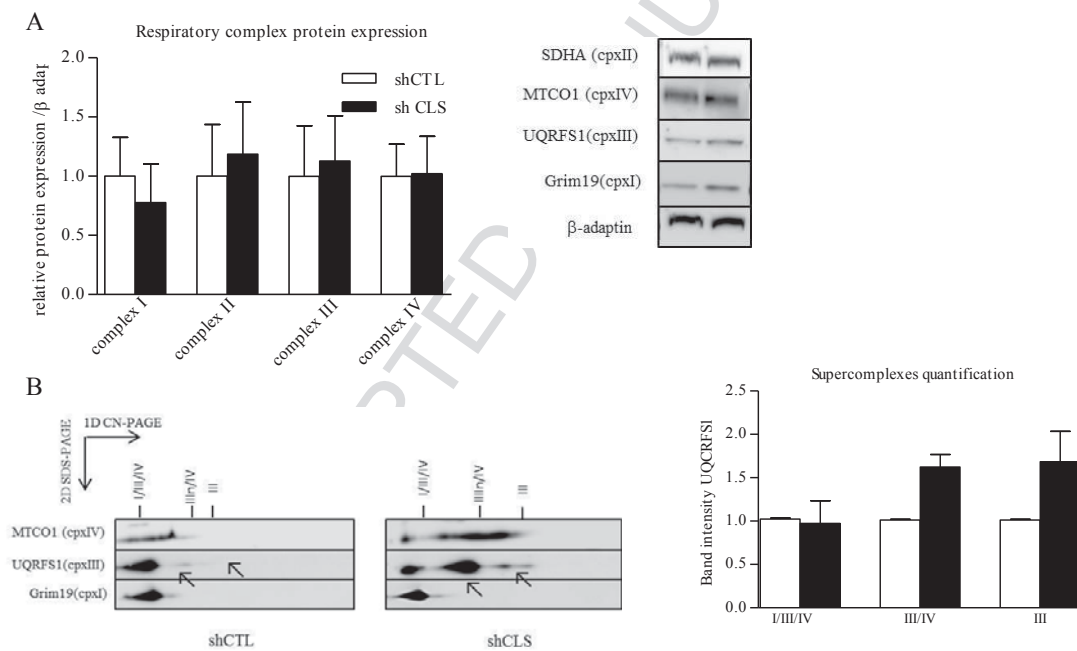 A
Respiratory complex protein expression
relative protein expression /β adap
2.0
1.5
1.0
0.5
0.0
shCTL
sh CLS
complex I
complex II
complex III
complex IV
SDHA (cpxII)
MTCO1 (cpxIV)
UQRFS1(cpxIII)
Grim19(cpxI)
β-adaptin
PTED
B
1D CN-PAGE
2D SDS-PAGE
I/III/IV
IIIn/IV
III
I/III/IV
IIIn/IV
III
MTCO1 (cpxIV)
UQRFS1(cpxIII)
Grim19(cpxI)
shCTL
shCLS
Supercomplexes quantification
Band intensity UQCRFS1
2.5
2.0
1.5
1.0
0.5
0.0
I/III/IV
III/IV
III